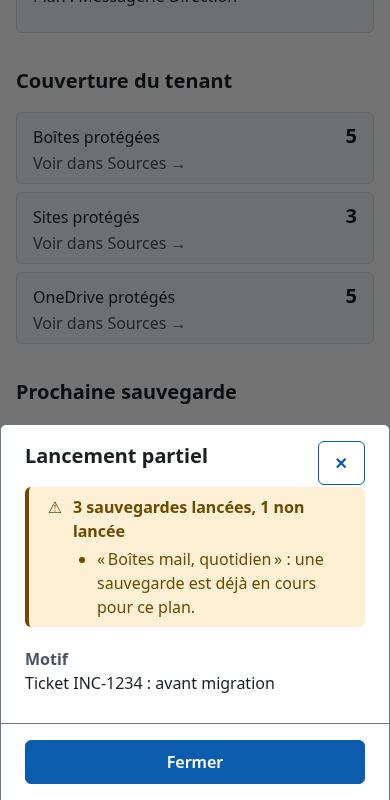 Couverture du tenant
Boîtes protégées 5
Voir dans Sources →
Sites protégés 3
Voir dans Sources →
OneDrive protégés 5
Voir dans Sources →
Prochaine sauvegarde
Lancement partiel ×
⚠ 3 sauvegardes lancées, 1 non
lancée
• « Boîtes mail, quotidien » : une
sauvegarde est déjà en cours
pour ce plan.
Motif
Ticket INC-1234 : avant migration
Fermer